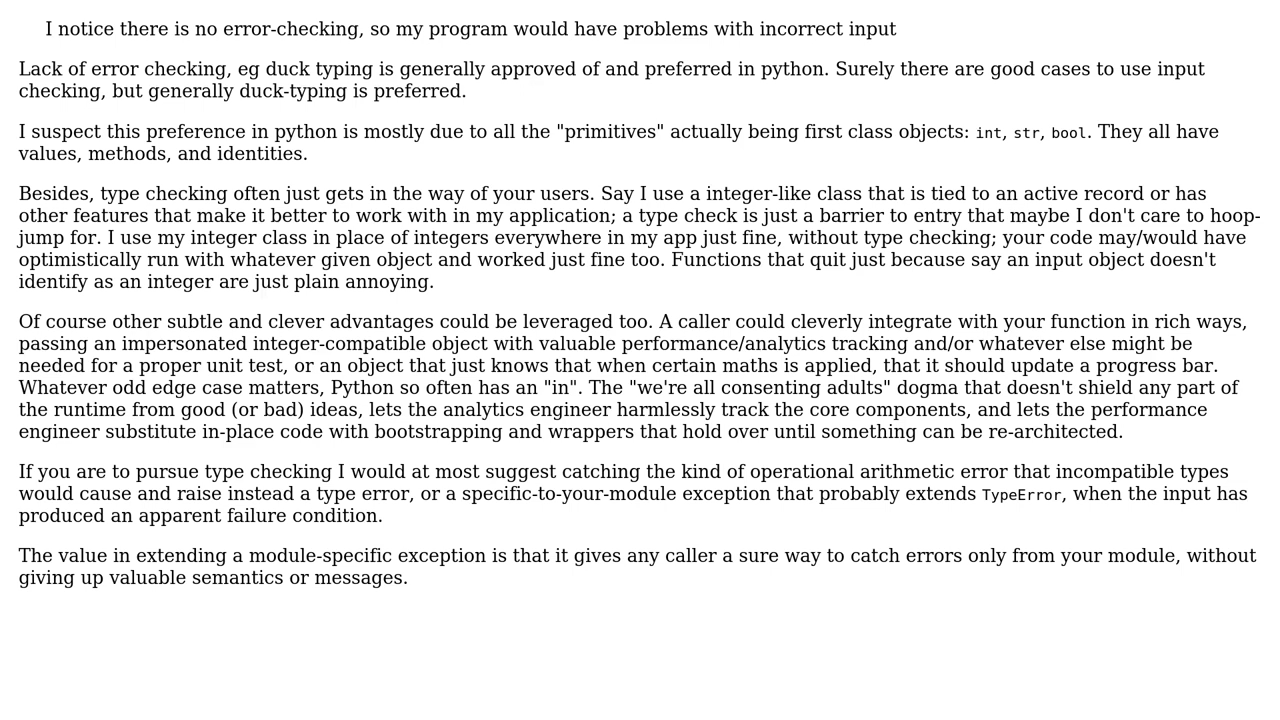 I notice there is no error-checking, so my program would have problems with incorrect input
Lack of error checking, eg duck typing is generally approved of and preferred in python. Surely there are good cases to use input
checking, but generally duck-typing is preferred.
I suspect this preference in python is mostly due to all the "primitives" actually being first class objects: int, str, bool. They all have
values, methods, and identities.
Besides, type checking often just gets in the way of your users. Say I use a integer-like class that is tied to an active record or has
other features that make it better to work with in my application; a type check is just a barrier to entry that maybe I don't care to hoop-
jump for. I use my integer class in place of integers everywhere in my app just fine, without type checking; your code may/would have
optimistically run with whatever given object and worked just fine too. Functions that quit just because say an input object doesn't
identify as an integer are just plain annoying.
Of course other subtle and clever advantages could be leveraged too. A caller could cleverly integrate with your function in rich ways,
passing an impersonated integer-compatible object with valuable performance/analytics tracking and/or whatever else might be
needed for a proper unit test, or an object that just knows that when certain maths is applied, that it should update a progress bar.
Whatever odd edge case matters, Python so often has an "in". The "we're all consenting adults" dogma that doesn't shield any part of
the runtime from good (or bad) ideas, lets the analytics engineer harmlessly track the core components, and lets the performance
engineer substitute in-place code with bootstrapping and wrappers that hold over until something can be re-architected.
If you are to pursue type checking I would at most suggest catching the kind of operational arithmetic error that incompatible types
would cause and raise instead a type error, or a specific-to-your-module exception that probably extends TypeError, when the input has
produced an apparent failure condition.
The value in extending a module-specific exception is that it gives any caller a sure way to catch errors only from your module, without
giving up valuable semantics or messages.